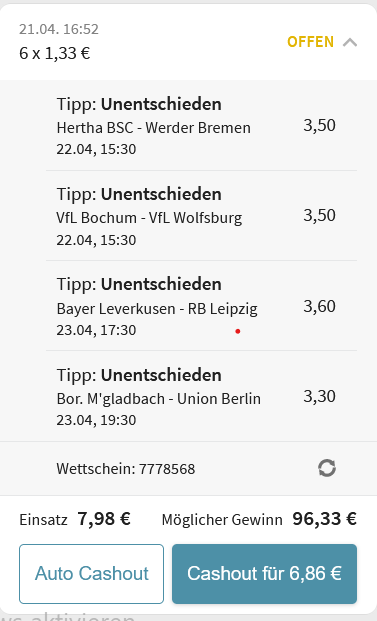 21.04. 16:52
6 x 1,33 €
OFFEN
Tipp: Unentschieden
Hertha BSC - Werder Bremen
3,50
22.04, 15:30
Tipp: Unentschieden
VfL Bochum - VfL Wolfsburg
3,50
22.04, 15:30
Tipp: Unentschieden
Bayer Leverkusen - RB Leipzig
3,60
23.04, 17:30
Tipp: Unentschieden
Bor. M'gladbach - Union Berlin
3,30
23.04, 19:30
Wettschein: 7778568
Einsatz 7,98 € Möglicher Gewinn 96,33 €
Auto Cashout
Cashout für 6,86 €
ws aktivieren